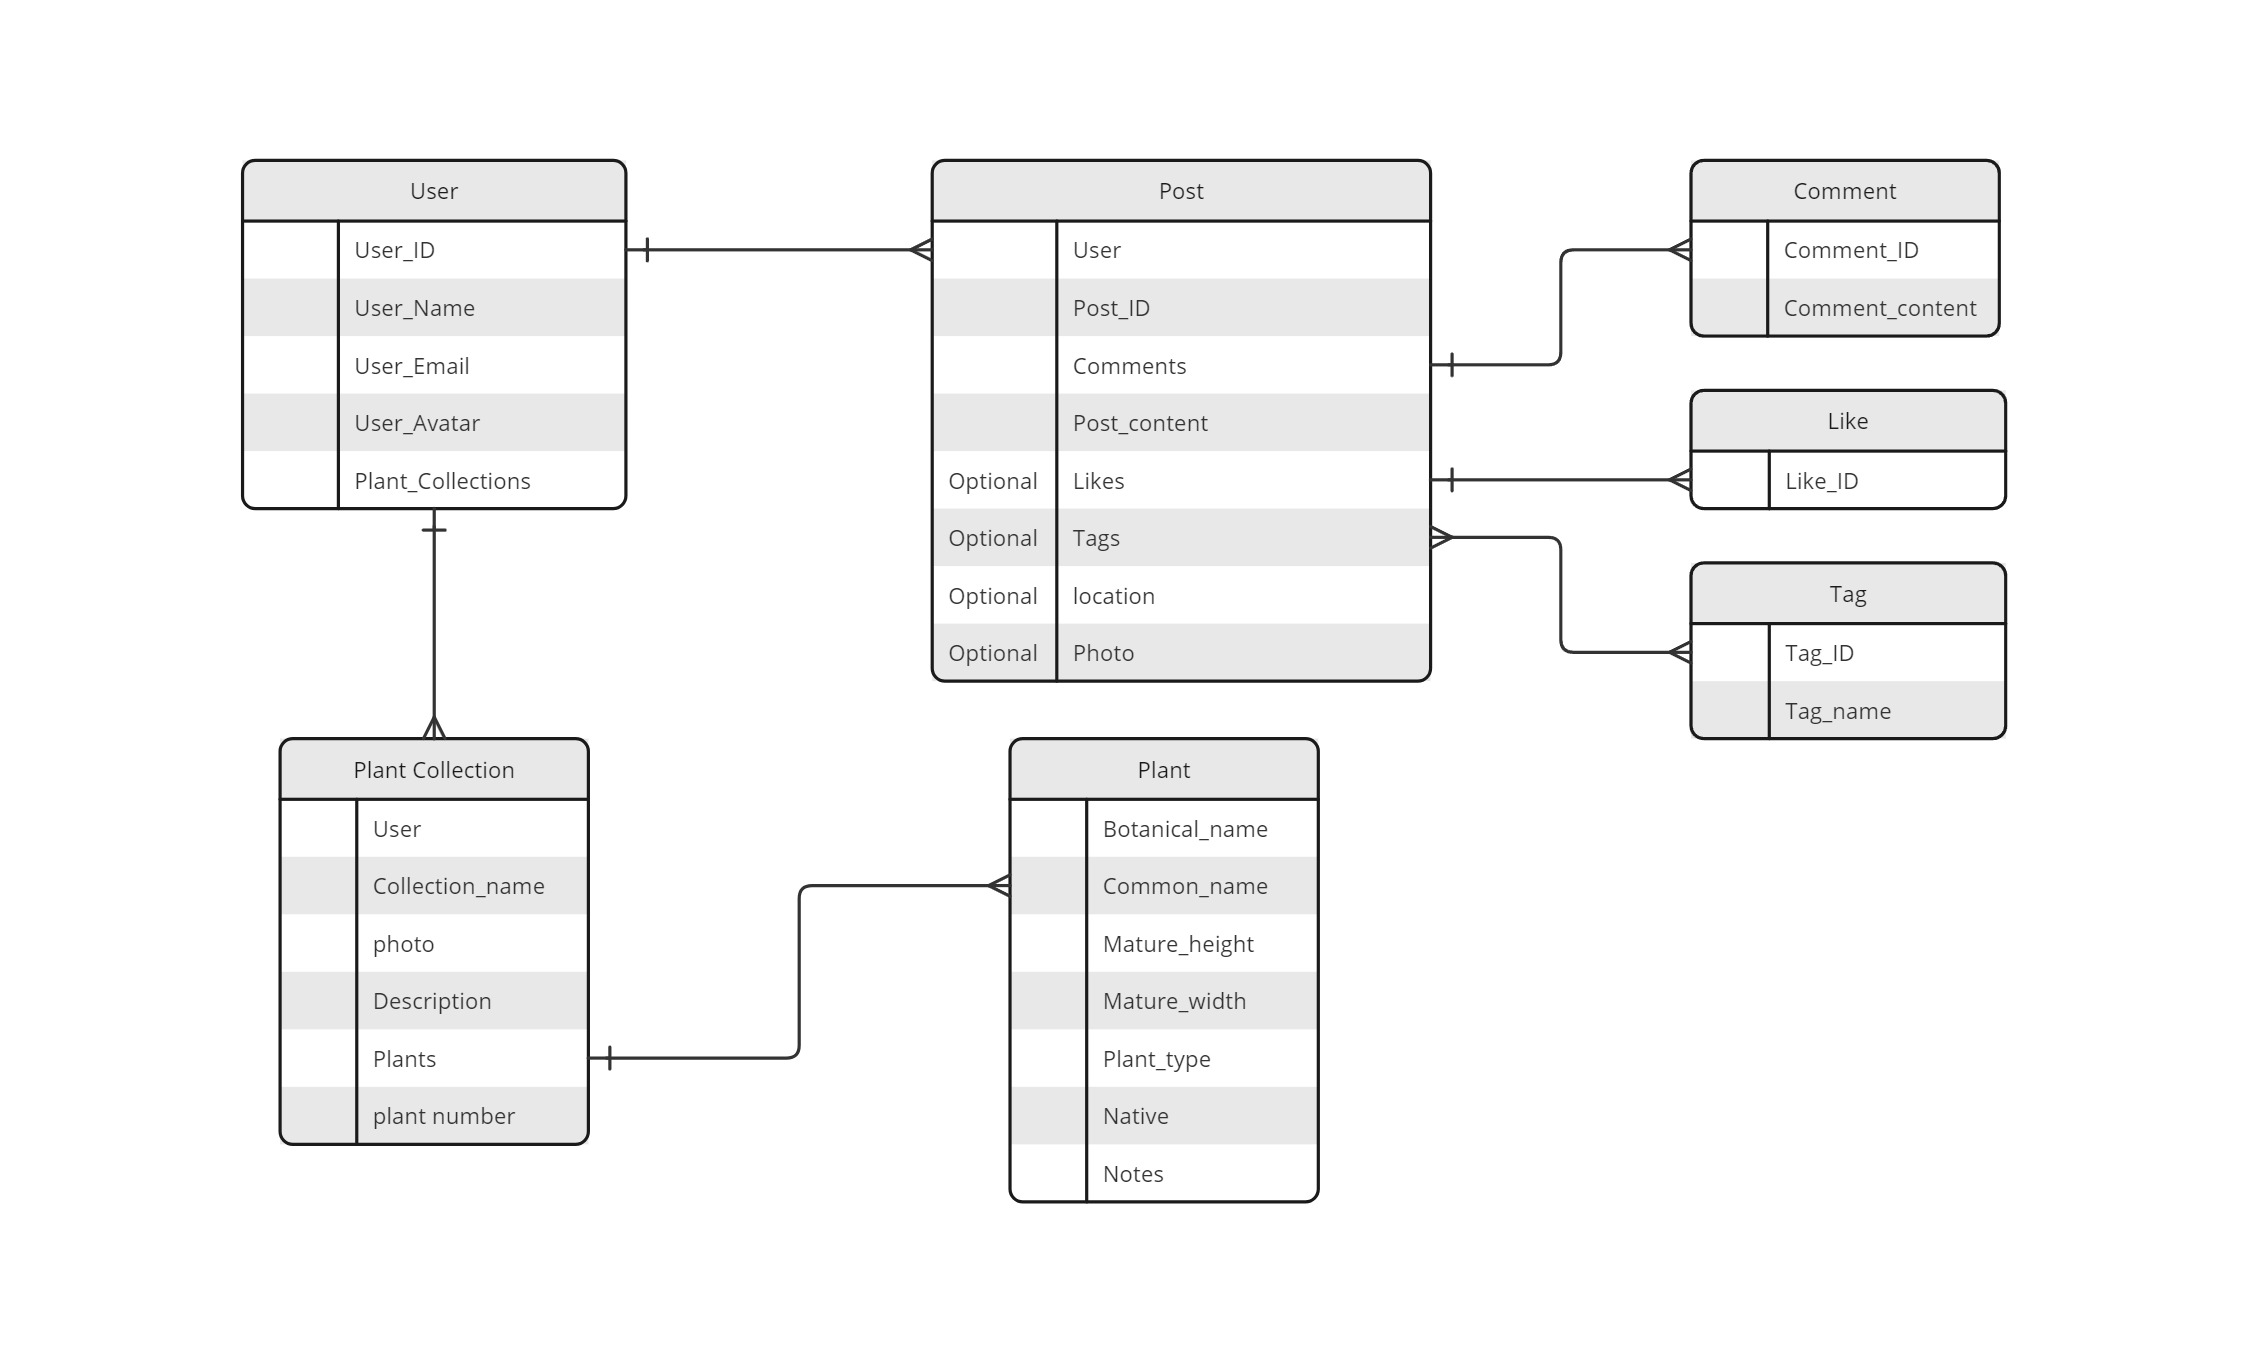 User
User_ID
User_Name
User_Email
User_Avatar
Plant_Collections
Post
User
Post_ID
Comments
Post_content
Optional Likes
Optional Tags
Optional location
Optional Photo
Comment
Comment_ID
Comment_content
Like
Like_ID
Tag
Tag_ID
Tag_name
Plant Collection
User
Collection_name
photo
Description
Plants
plant number
Plant
Botanical_name
Common_name
Mature_height
Mature_width
Plant_type
Native
Notes